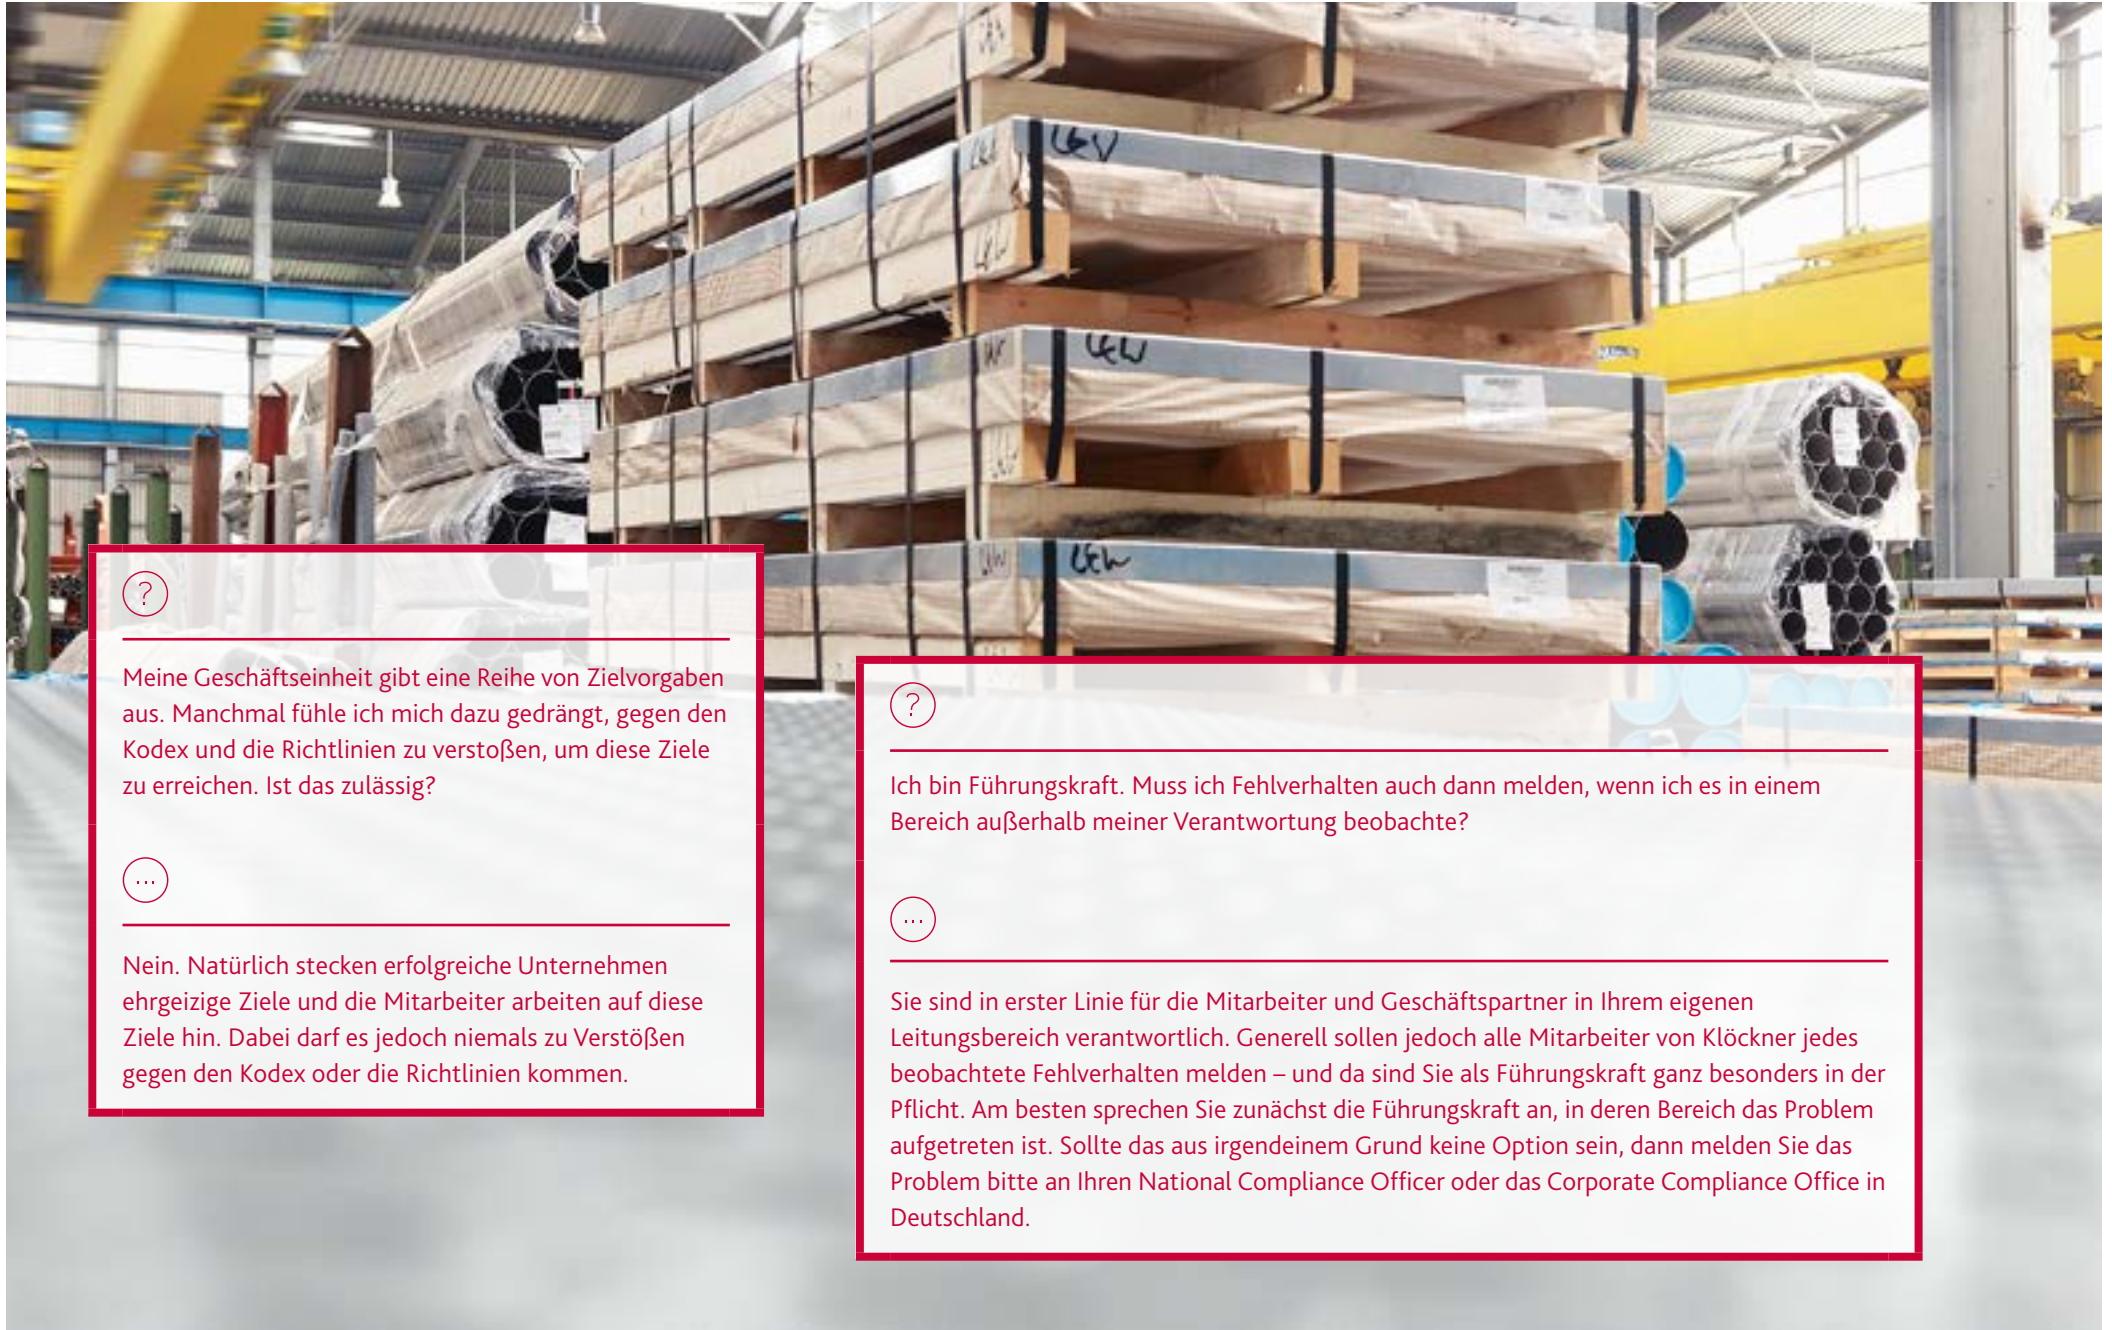 ?
Meine Geschäftseinheit gibt eine Reihe von Zielvorgaben
aus. Manchmal fühle ich mich dazu gedrängt, gegen den
Kodex und die Richtlinien zu verstoßen, um diese Ziele
zu erreichen. Ist das zulässig?
...
Nein. Natürlich stecken erfolgreiche Unternehmen
ehrgeizige Ziele und die Mitarbeiter arbeiten auf diese
Ziele hin. Dabei darf es jedoch niemals zu Verstößen
gegen den Kodex oder die Richtlinien kommen.
?
Ich bin Führungskraft. Muss ich Fehlverhalten auch dann melden, wenn ich es in einem
Bereich außerhalb meiner Verantwortung beobachte?
...
Sie sind in erster Linie für die Mitarbeiter und Geschäftspartner in Ihrem eigenen
Leitungsbereich verantwortlich. Generell sollen jedoch alle Mitarbeiter von Klöckner jedes
beobachtete Fehlverhalten melden – und da sind Sie als Führungskraft ganz besonders in der
Pflicht. Am besten sprechen Sie zunächst die Führungskraft an, in deren Bereich das Problem
aufgetreten ist. Sollte das aus irgendeinem Grund keine Option sein, dann melden Sie das
Problem bitte an Ihren National Compliance Officer oder das Corporate Compliance Office in
Deutschland.